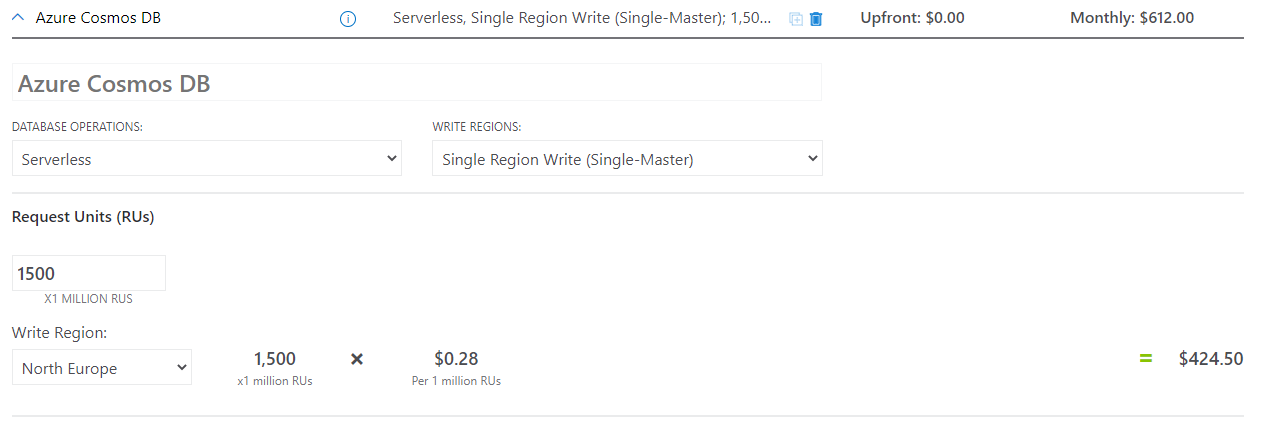 Azure Cosmos DB Serverless, Single Region Write (Single-Master); 1,50... Upfront: $0.00 Monthly: $612.00
Azure Cosmos DB
DATABASE OPERATIONS: WRITE REGIONS:
Serverless Single Region Write (Single-Master)
Request Units (RUs)
1500
X1 MILLION RUS
Write Region:
North Europe 1,500 × $0.28 = $424.50
x1 million RUs Per 1 million RUs